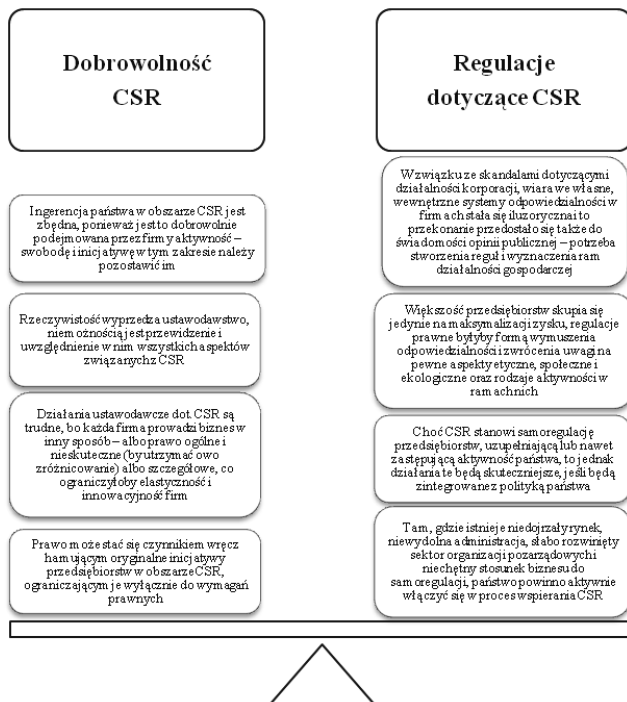 Dobrowolność
CSR
Ingerencja państwa w obszarze CSR jest
zbędna, ponieważ jest to dobrowolnie
podejmowana przez firmy aktywność –
swobodę i inicjatywę w tym zakresie należy
pozostawić im
Rzeczywistość wyprzedza ustawodawstwo,
niemożnością jest przewidzenie i
uwzględnienie w nim wszystkich aspektów
związanych z CSR
Działania ustawodawcze dot. CSR są
trudne, bo każda firma prowadzi biznes w
inny sposób – albo prawo ogólne i
nieskuteczne (by utrzymać owo
zróżnicowanie) albo szczegółowe, co
ograniczyłoby elastyczność i
innowacyjność firm
Prawo może stać się czynnikiem wręcz
hamującym oryginalne inicjatywy
przedsiębiorstw w obszarze CSR,
ograniczającym je wyłącznie do wymagań
prawnych
Regulacje
dotyczące CSR
W związku ze skandalami dotyczącymi
działalności korporacji, wiara we własne,
wewnętrzne systemy odpowiedzialności w
firmach stała się iluzoryczna i to
przekonanie przedostało się także do
świadomości opinii publicznej – potrzeba
stworzenia reguł i wyznaczenia ram
działalności gospodarczej
Większość przedsiębiorstw skupia się
jedynie na maksymalizacji zysku, regulacje
prawne byłyby formą wymuszenia
odpowiedzialności i zwrócenia uwagi na
pewne aspekty etyczne, społeczne i
ekologiczne oraz rodzaje aktywności w
ramach nich
Choć CSR stanowi samoregulację
przedsiębiorstw, uzupełniającą lub nawet
zastępującą aktywność państwa, to jednak
działania te będą skuteczniejsze, jeśli będą
zintegrowane z polityką państwa
Tam, gdzie istnieje niedojrzały rynek,
niewydolna administracja, słabo rozwinięty
sektor organizacji pozarządowych i
niechętny stosunek biznesu do
samoregulacji, państwo powinno aktywnie
włączyć się w proces wspierania CSR